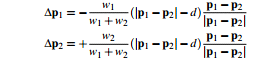 Δp₁ = − w₁ / (w₁ + w₂) (|p₁ − p₂| − d) (p₁ − p₂) / |p₁ − p₂|
Δp₂ = + w₂ / (w₁ + w₂) (|p₁ − p₂| − d) (p₁ − p₂) / |p₁ − p₂|